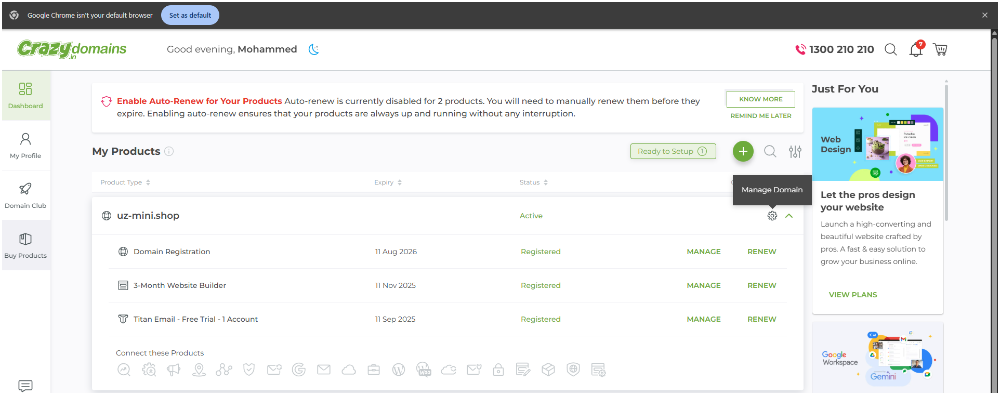 Google Chrome isn't your default browser
Set as default
Crazydomains.in
Good evening, Mohammed
1300 210 210
7
Dashboard
My Profile
Domain Club
Buy Products
Enable Auto-Renew for Your Products Auto-renew is currently disabled for 2 products. You will need to manually renew them before they
expire. Enabling auto-renew ensures that your products are always up and running without any interruption.
KNOW MORE
REMIND ME LATER
My Products
Ready to Setup 1
Product Type
Expiry
Status
Manage Domain
uz-mini.shop
Active
Domain Registration
11 Aug 2026
Registered
MANAGE
RENEW
3-Month Website Builder
11 Nov 2025
Registered
MANAGE
RENEW
Titan Email - Free Trial - 1 Account
11 Sep 2025
Registered
MANAGE
RENEW
Connect these Products
WOO
Just For You
Web
Design
Pistachio
ice cream
Let the pros design
your website
Launch a high-converting and
beautiful website crafted by
pros. A fast & easy solution to
grow your business online.
VIEW PLANS
AI
Google
Workspace
Gemini